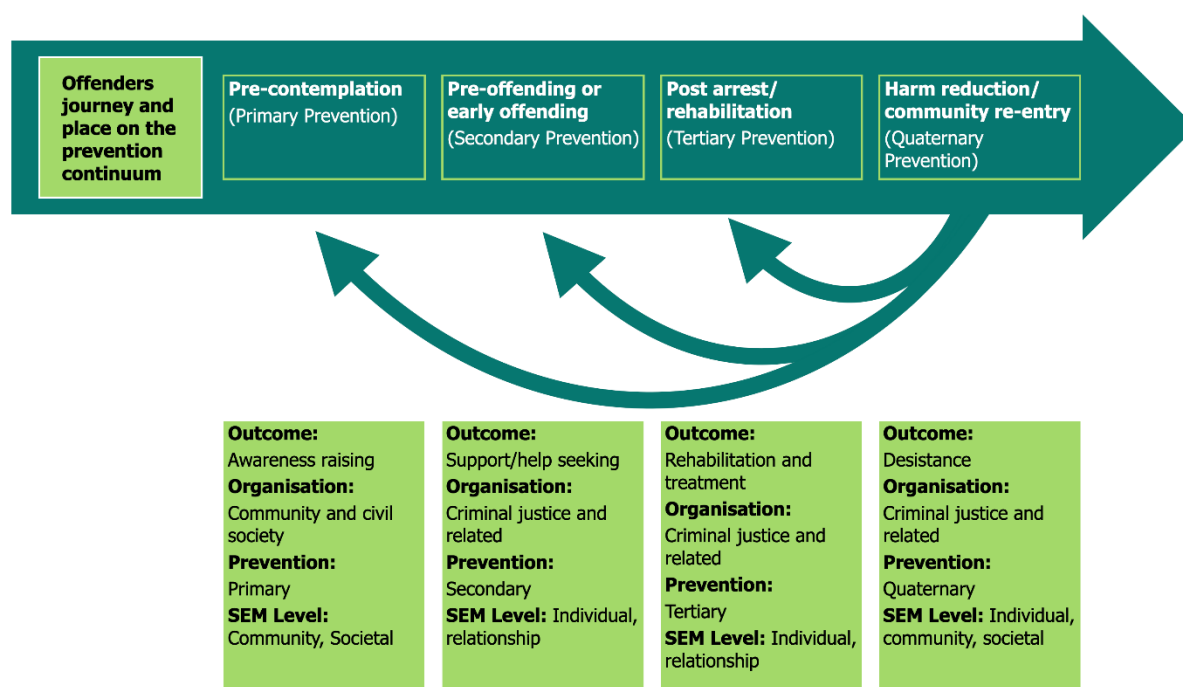 Offenders
journey and
place on the
prevention
continuum
Pre-contemplation
(Primary Prevention)
Pre-offending or
early offending
(Secondary Prevention)
Post arrest/
rehabilitation
(Tertiary Prevention)
Harm reduction/
community re-entry
(Quaternary
Prevention)
Outcome:
Awareness raising
Organisation:
Community and civil
society
Prevention:
Primary
SEM Level:
Community, Societal
Outcome:
Support/help seeking
Organisation:
Criminal justice and
related
Prevention:
Secondary
SEM Level: Individual,
relationship
Outcome:
Rehabilitation and
treatment
Organisation:
Criminal justice and
related
Prevention:
Tertiary
SEM Level: Individual,
relationship
Outcome:
Desistance
Organisation:
Criminal justice and
related
Prevention:
Quaternary
SEM Level: Individual,
community, societal